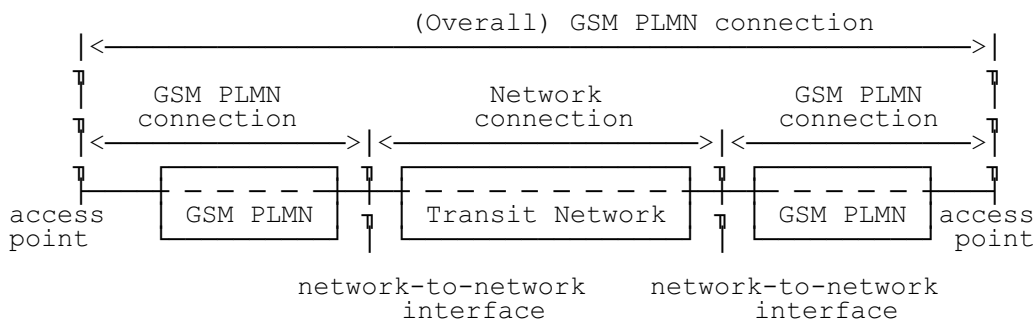 (Overall) GSM PLMN connection
GSM PLMN connection
Network connection
GSM PLMN connection
GSM PLMN
Transit Network
GSM PLMN
access point
access point
network-to-network interface
network-to-network interface